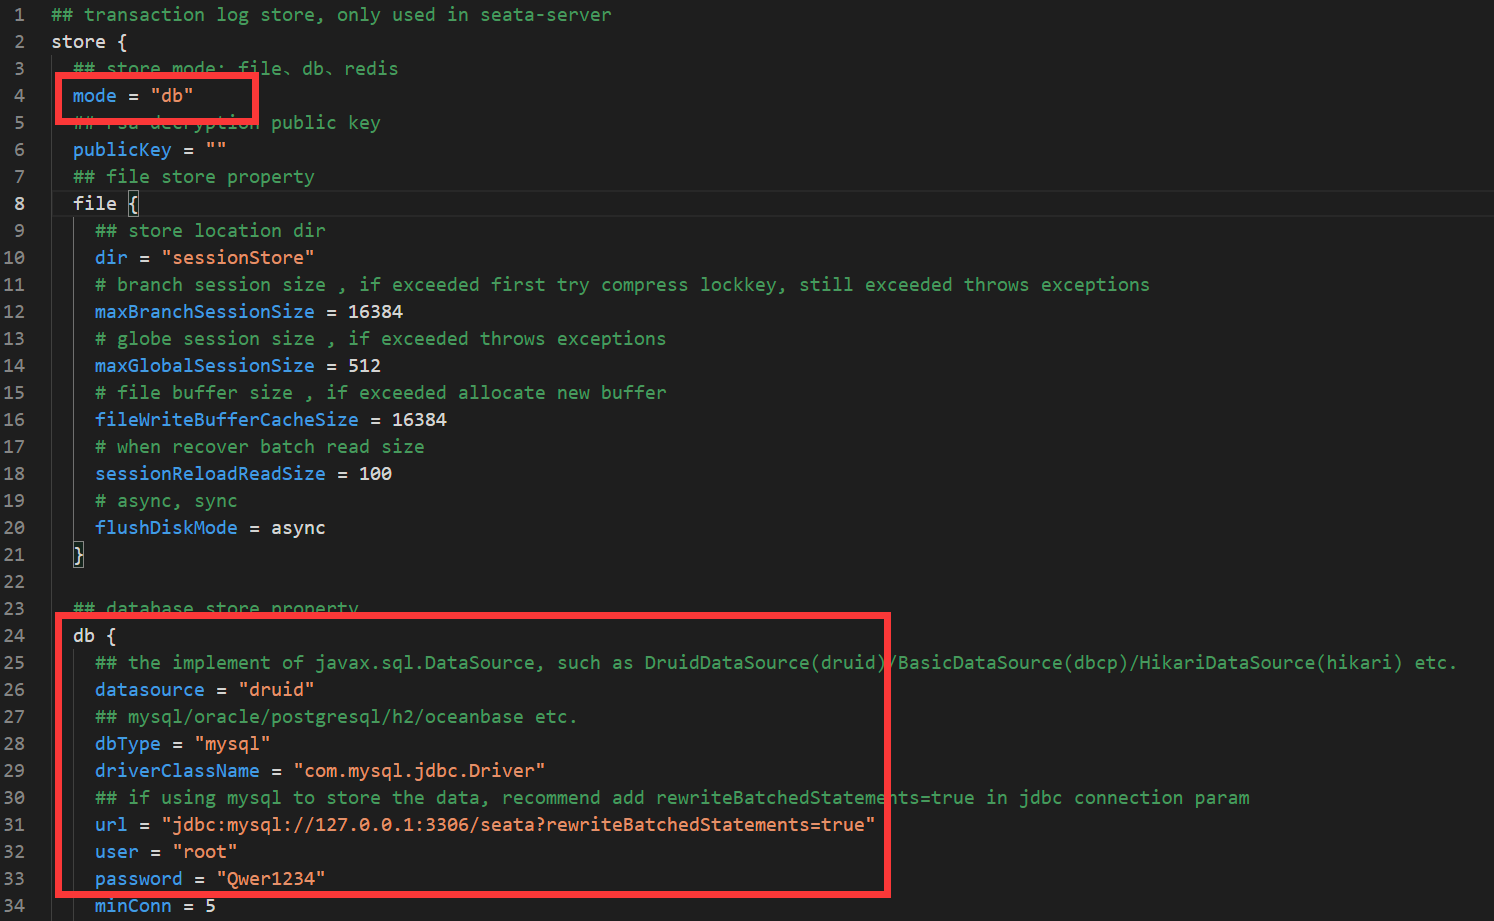 1 ## transaction log store, only used in seata-server
2 store {
3 ## store mode: file、db、redis
4 mode = "db"
5 ## rsa decryption public key
6 publicKey = ""
7 ## file store property
8 file {
9 ## store location dir
10 dir = "sessionStore"
11 # branch session size , if exceeded first try compress lockkey, still exceeded throws exceptions
12 maxBranchSessionSize = 16384
13 # globe session size , if exceeded throws exceptions
14 maxGlobalSessionSize = 512
15 # file buffer size , if exceeded allocate new buffer
16 fileWriteBufferCacheSize = 16384
17 # when recover batch read size
18 sessionReloadReadSize = 100
19 # async, sync
20 flushDiskMode = async
21 }
22
23 ## database store property
24 db {
25 ## the implement of javax.sql.DataSource, such as DruidDataSource(druid)/BasicDataSource(dbcp)/HikariDataSource(hikari) etc.
26 datasource = "druid"
27 ## mysql/oracle/postgresql/h2/oceanbase etc.
28 dbType = "mysql"
29 driverClassName = "com.mysql.jdbc.Driver"
30 ## if using mysql to store the data, recommend add rewriteBatchedStatements=true in jdbc connection param
31 url = "jdbc:mysql://127.0.0.1:3306/seata?rewriteBatchedStatements=true"
32 user = "root"
33 password = "Qwer1234"
34 minConn = 5